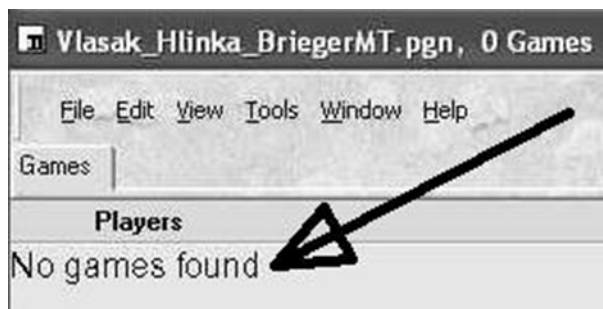 Vlasak_Hlinka_BriegerMT.pgn, 0 Games
File Edit View Tools Window Help
Games
Players
No games found